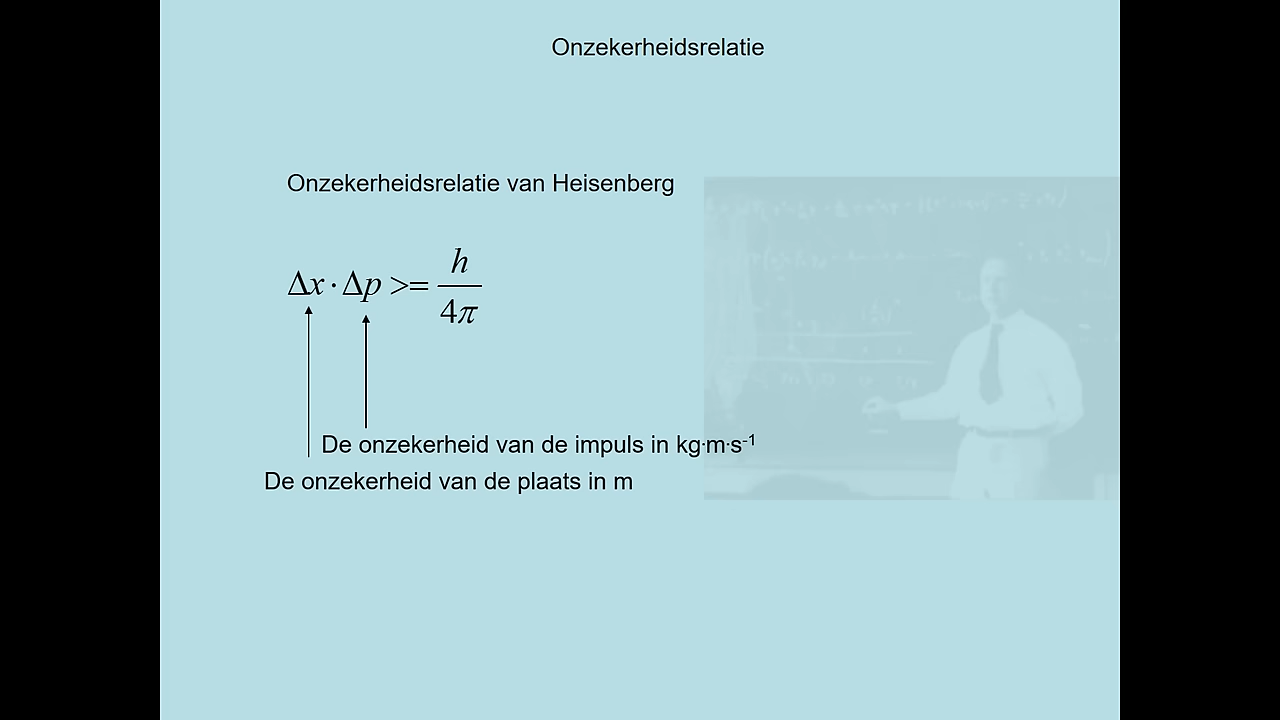 Onzekerheidsrelatie
Onzekerheidsrelatie van Heisenberg
Δx · Δp >= h / 4π
De onzekerheid van de impuls in kg·m·s⁻¹
De onzekerheid van de plaats in m